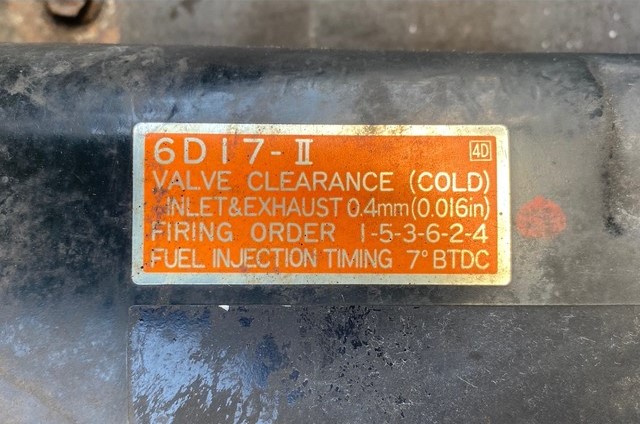 6D17-II 4D
VALVE CLEARANCE (COLD)
INLET&EXHAUST 0.4mm(0.016in)
FIRING ORDER 1-5-3-6-2-4
FUEL INJECTION TIMING 7° BTDC